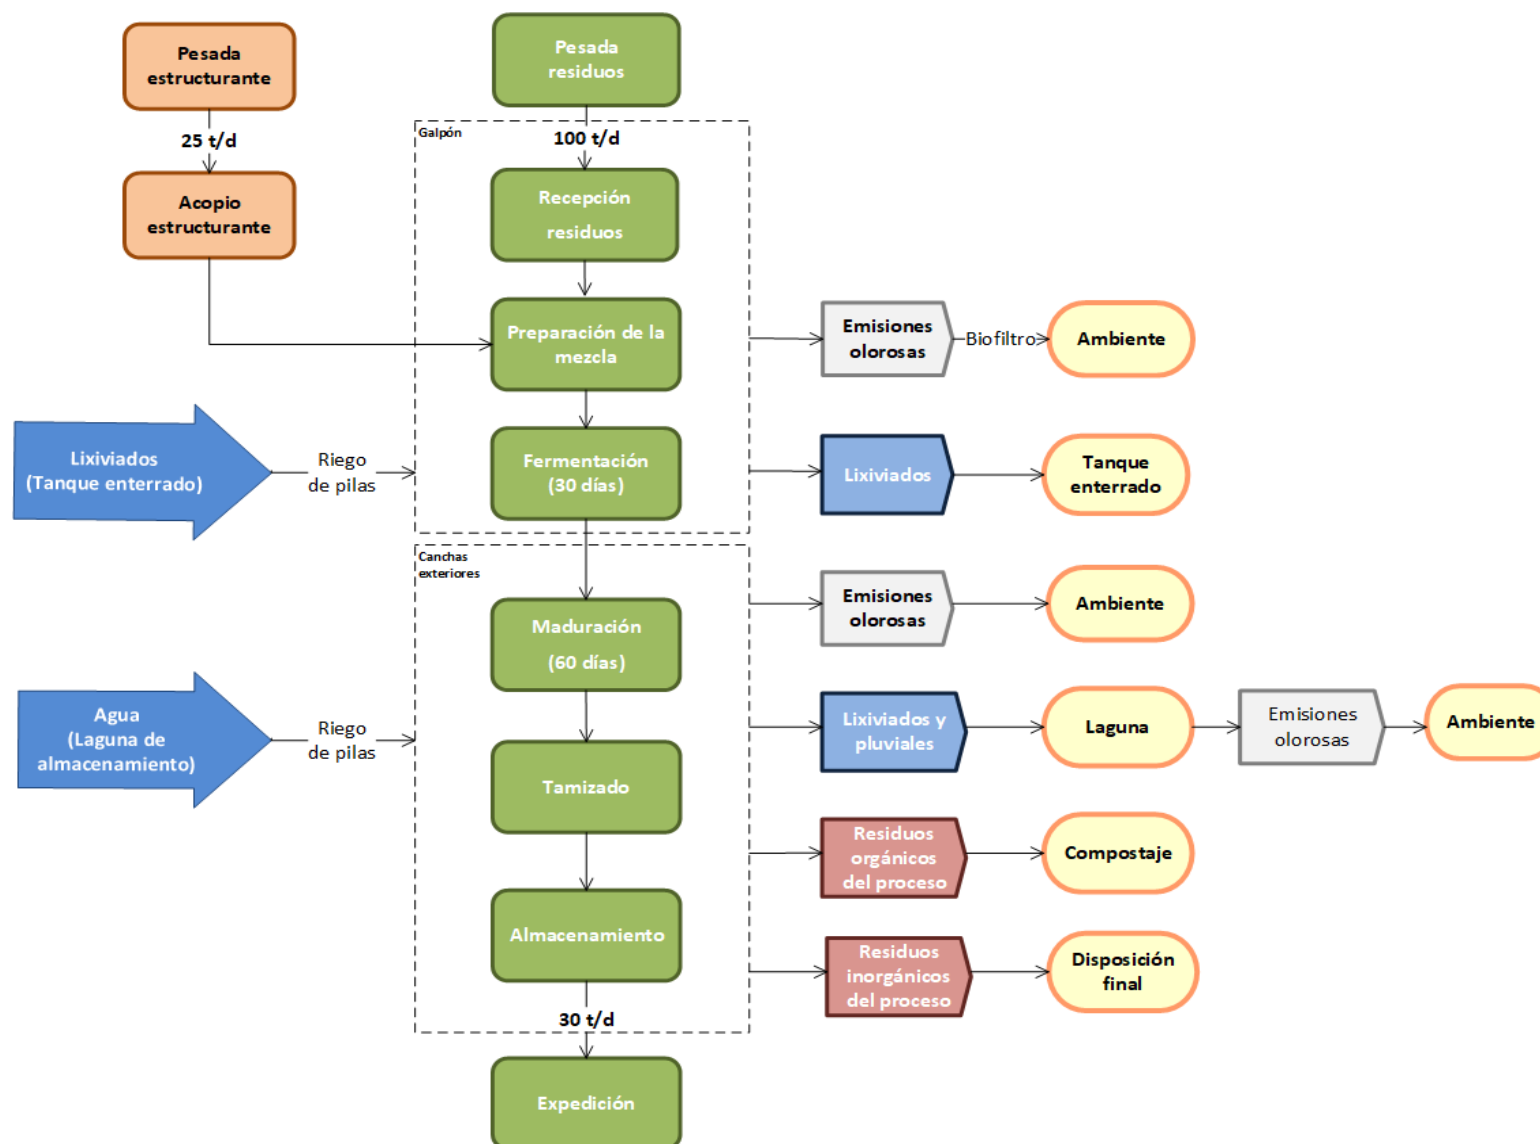 Pesada
estructurante
Pesada
residuos
25 t/d
Galpón
100 t/d
Acopio
estructurante
Recepción
residuos
Preparación de la
mezcla
Emisiones
olorosas
Biofiltro
Ambiente
Lixiviados
(Tanque enterrado)
Riego
de pilas
Fermentación
(30 días)
Lixiviados
Tanque
enterrado
Canchas
exteriores
Maduración
(60 días)
Emisiones
olorosas
Ambiente
Agua
(Laguna de
almacenamiento)
Riego
de pilas
Lixiviados y
pluviales
Laguna
Emisiones
olorosas
Ambiente
Tamizado
Residuos
orgánicos
del proceso
Compostaje
Almacenamiento
Residuos
inorgánicos
del proceso
Disposición
final
30 t/d
Expedición